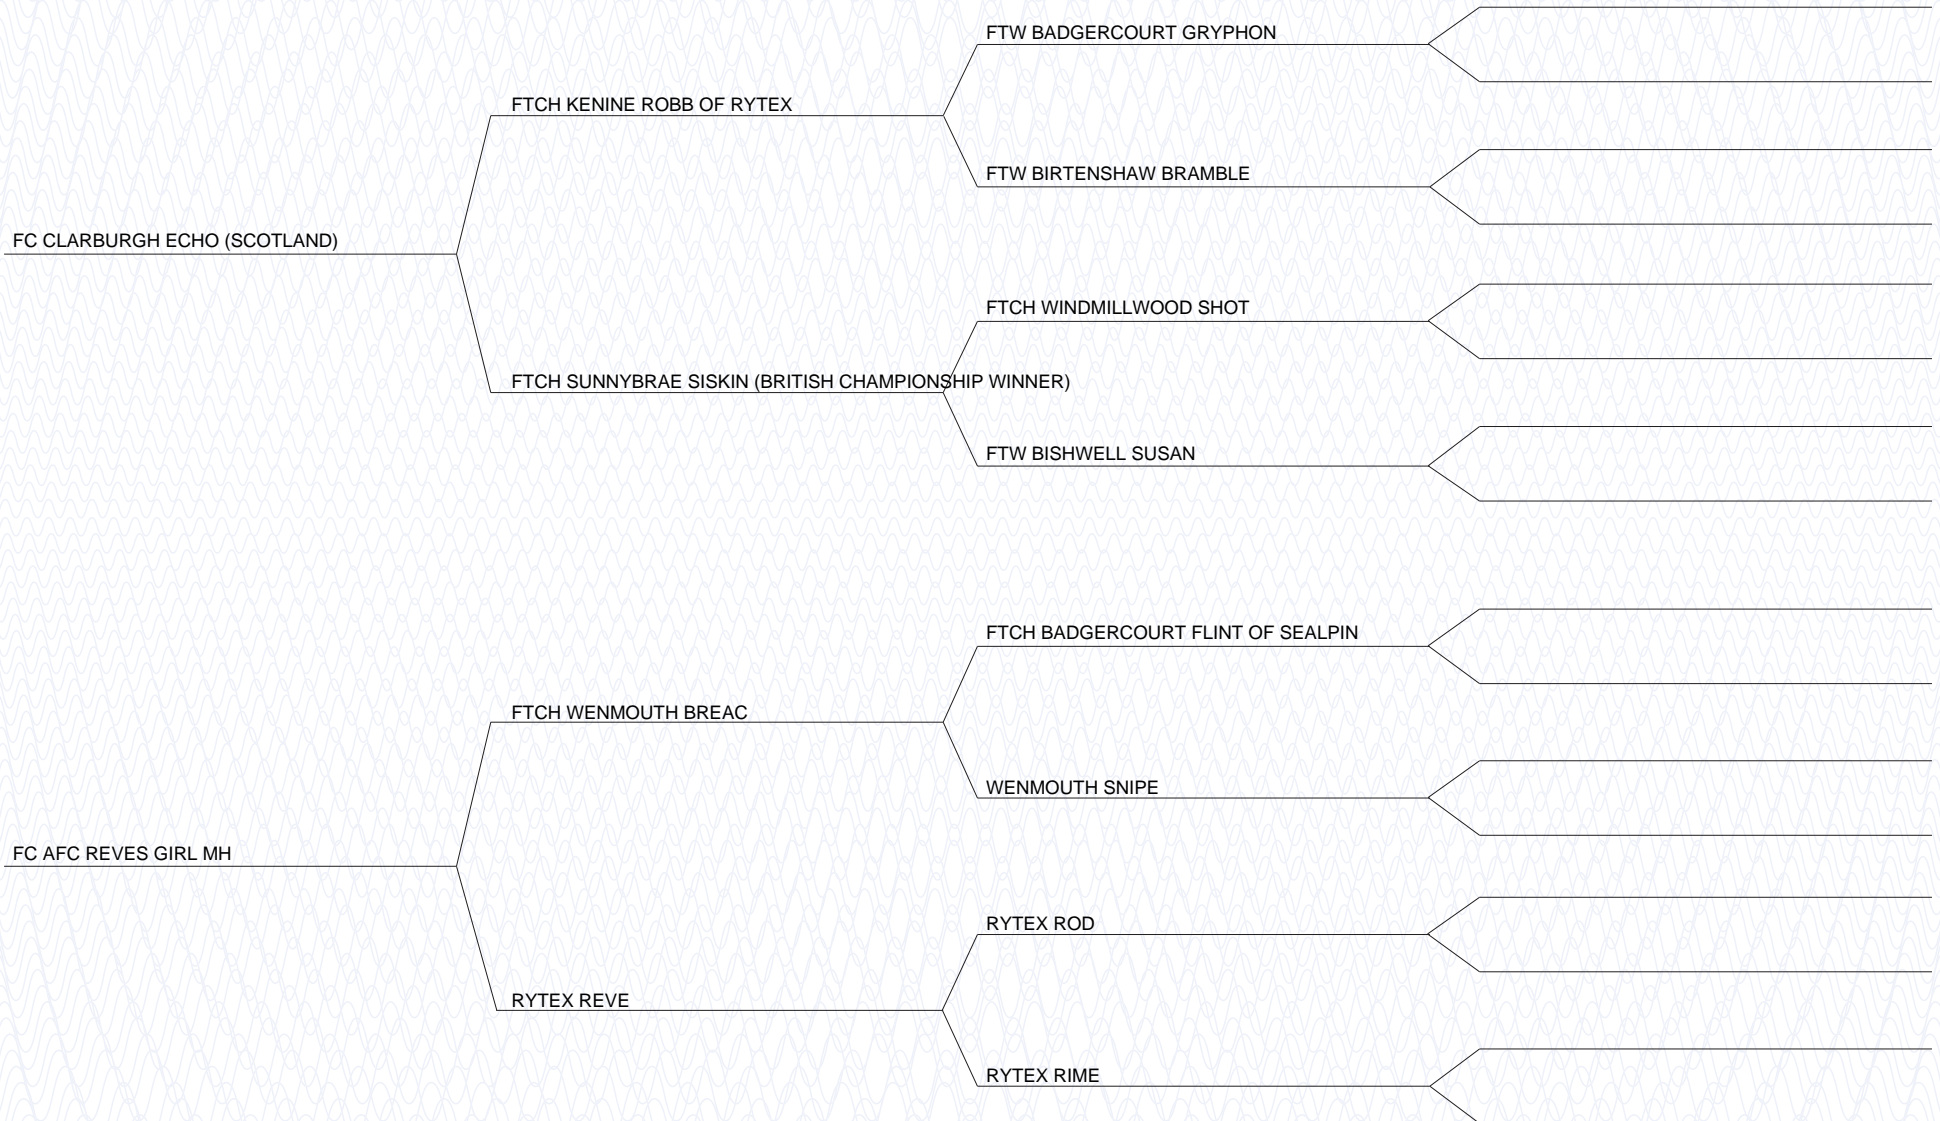 FTW BADGERCOURT GRYPHON
FTCH KENINE ROBB OF RYTEX
FTW BIRTENSHAW BRAMBLE
FC CLARBURGH ECHO (SCOTLAND)
FTCH WINDMILLWOOD SHOT
FTCH SUNNYBRAE SISKIN (BRITISH CHAMPIONSHIP WINNER)
FTW BISHWELL SUSAN
FTCH BADGERCOURT FLINT OF SEALPIN
FTCH WENMOUTH BREAC
WENMOUTH SNIPE
FC AFC REVES GIRL MH
RYTEX ROD
RYTEX REVE
RYTEX RIME